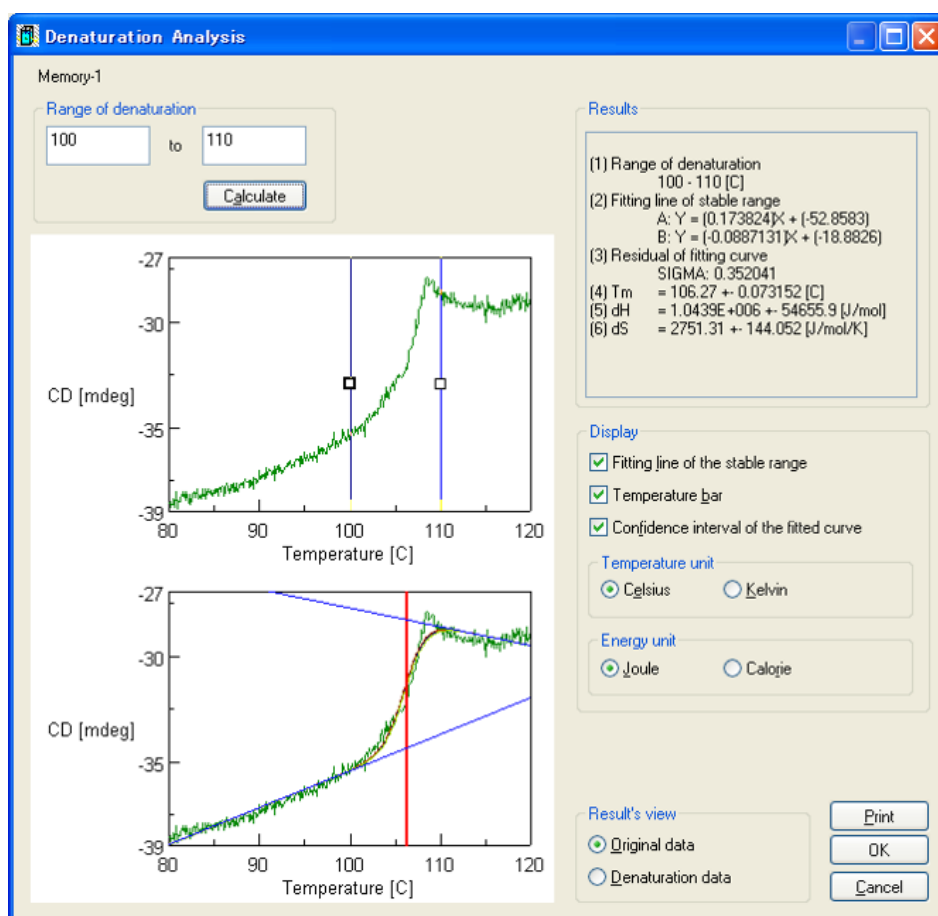 Denaturation Analysis
Memory-1
Range of denaturation
100 to 110
Calculate
-27
-30
-35
-39
CD [mdeg]
80 90 100 110 120
Temperature [C]
-27
-30
-35
-39
CD [mdeg]
80 90 100 110 120
Temperature [C]
Results
(1) Range of denaturation
100 - 110 [C]
(2) Fitting line of stable range
A: Y = (0.173824)X + (-52.8583)
B: Y = (-0.0887131)X + (-18.8826)
(3) Residual of fitting curve
SIGMA: 0.352041
(4) Tm = 106.27 +- 0.073152 [C]
(5) dH = 1.0439E+006 +- 54655.9 [J/mol]
(6) dS = 2751.31 +- 144.052 [J/mol/K]
Display
Fitting line of the stable range
Temperature bar
Confidence interval of the fitted curve
Temperature unit
Celsius Kelvin
Energy unit
Joule Calorie
Result's view
Original data
Denaturation data
Print
OK
Cancel